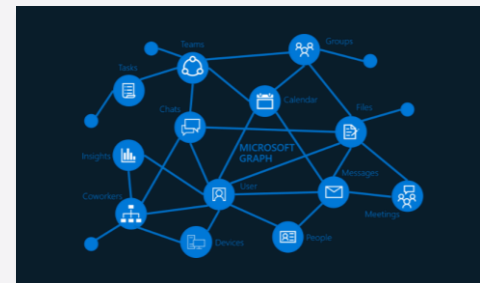 Teams
Groups
Tasks
Calendar
Chats
Files
MICROSOFT
GRAPH
Insights
Messages
User
Coworkers
Meetings
People
Devices